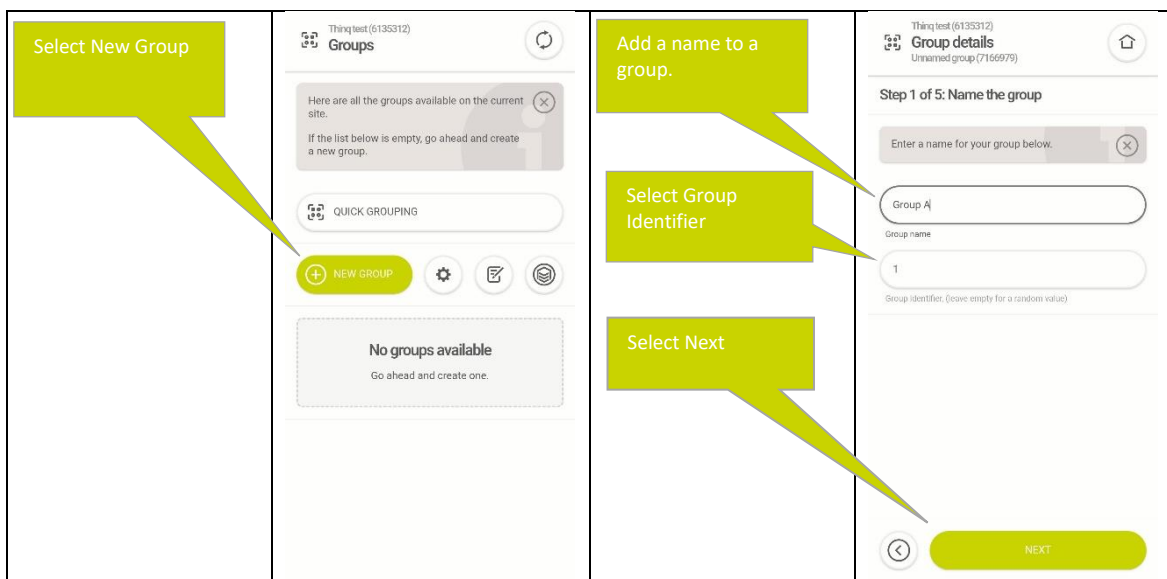 Select New Group
Thinq test (6135312)
Groups
Here are all the groups available on the current
site.
If the list below is empty, go ahead and create
a new group.
QUICK GROUPING
NEW GROUP
No groups available
Go ahead and create one.
Add a name to a
group.
Select Group
Identifier
Select Next
Thinq test (6135312)
Group details
Unnamed group (7166979)
Step 1 of 5: Name the group
Enter a name for your group below.
Group A
Group name
1
Group identifier, (leave empty for a random value)
NEXT